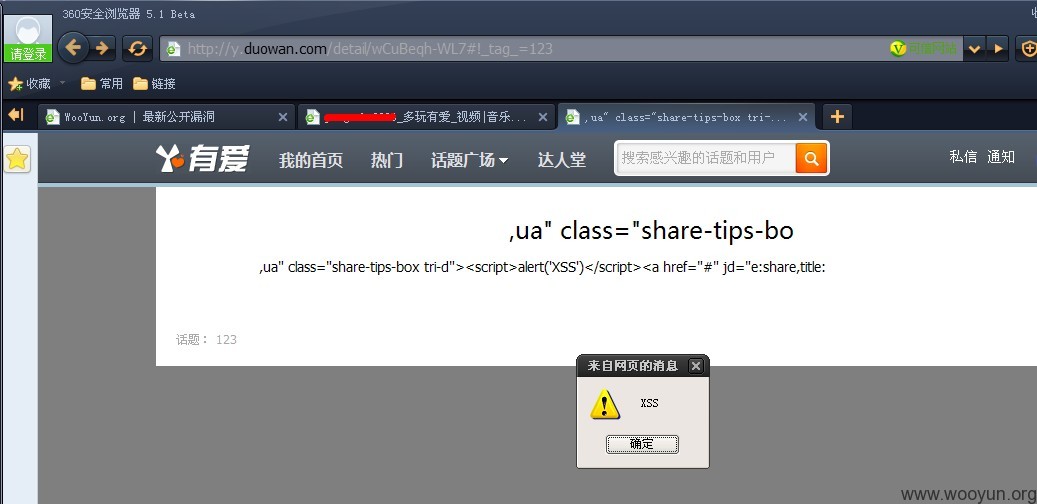 360安全浏览器 5.1 Beta
请登录
http://y.duowan.com/detail/wCuBeqh-WL7#!_tag_=123
收藏 常用 链接
WooYun.org | 最新公开漏洞
_多玩有爱_视频|音乐...
,ua" class="share-tips-box tri-...
有爱 我的首页 热门 话题广场 达人堂 搜索感兴趣的话题和用户 私信 通知
,ua" class="share-tips-bo
,ua" class="share-tips-box tri-d"><script>alert('XSS')</script><a href="#" jd="e:share,title:
话题： 123
来自网页的消息
XSS
确定
www.wooyun.org